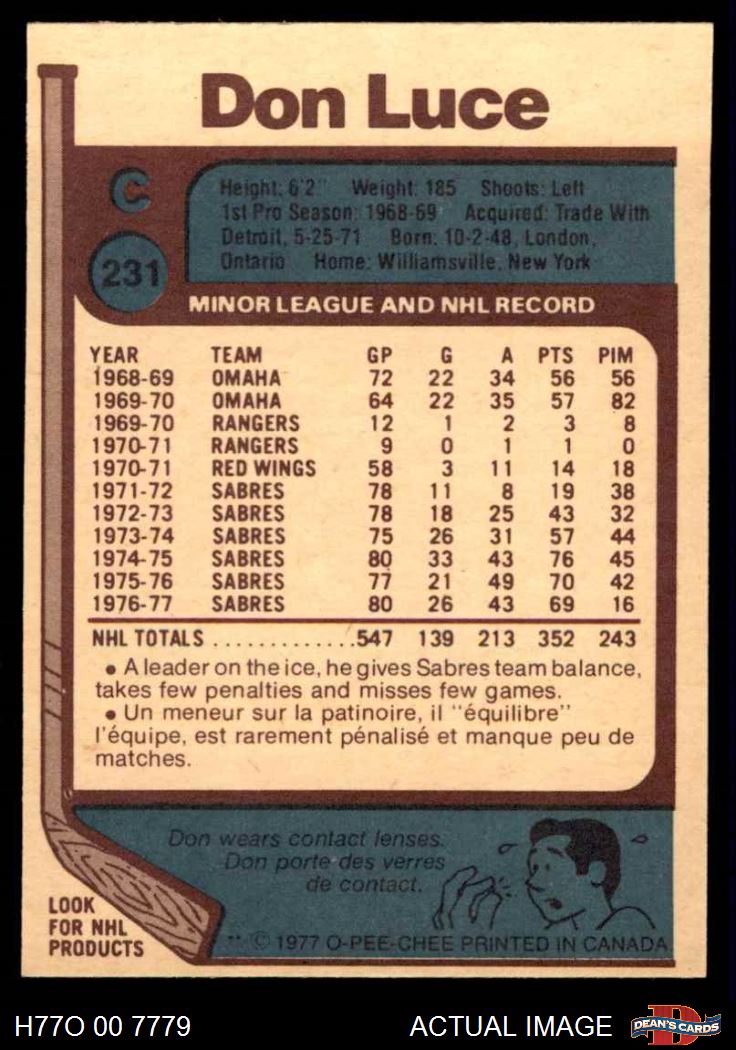 Don Luce
C
231
Height: 6'2" Weight: 185 Shoots: Left
1st Pro Season: 1968-69 Acquired: Trade With
Detroit, 5-25-71 Born: 10-2-48, London,
Ontario Home: Williamsville, New York
MINOR LEAGUE AND NHL RECORD
YEAR TEAM GP G A PTS PIM
1968-69 OMAHA 72 22 34 56 56
1969-70 OMAHA 64 22 35 57 82
1969-70 RANGERS 12 1 2 3 8
1970-71 RANGERS 9 0 1 1 0
1970-71 RED WINGS 58 3 11 14 18
1971-72 SABRES 78 11 8 19 38
1972-73 SABRES 78 18 25 43 32
1973-74 SABRES 75 26 31 57 44
1974-75 SABRES 80 33 43 76 45
1975-76 SABRES 77 21 49 70 42
1976-77 SABRES 80 26 43 69 16
NHL TOTALS .............547 139 213 352 243
• A leader on the ice, he gives Sabres team balance,
takes few penalties and misses few games.
• Un meneur sur la patinoire, il "équilibre"
l'équipe, est rarement pénalisé et manque peu de
matches.
Don wears contact lenses.
Don porte des verres
de contact.
LOOK
FOR NHL
PRODUCTS
** © 1977 O-PEE-CHEE PRINTED IN CANADA
H77O 00 7779
ACTUAL IMAGE
D
DEAN'S CARDS